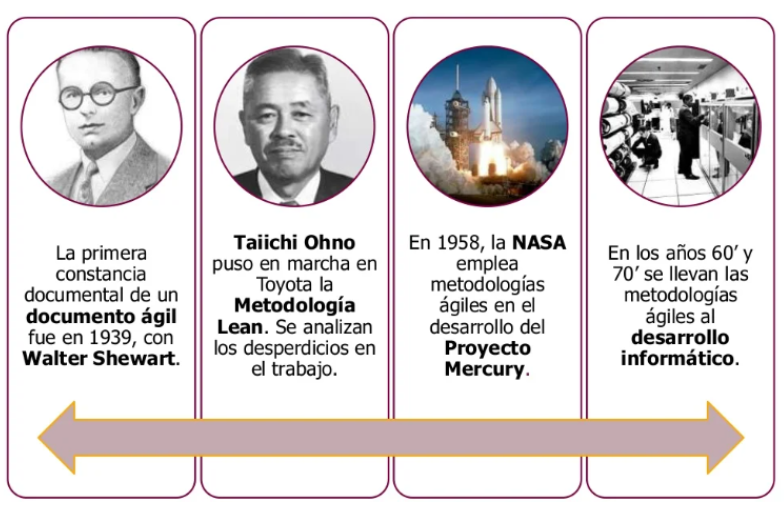 La primera
constancia
documental de un
documento ágil
fue en 1939, con
Walter Shewart.
Taiichi Ohno
puso en marcha en
Toyota la
Metodología
Lean. Se analizan
los desperdicios en
el trabajo.
En 1958, la NASA
emplea
metodologías
ágiles en el
desarrollo del
Proyecto
Mercury.
En los años 60’ y
70’ se llevan las
metodologías
ágiles al
desarrollo
informático.